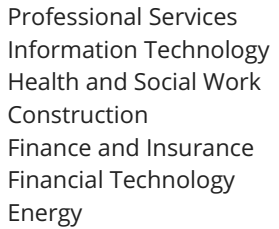 Professional Services
Information Technology
Health and Social Work
Construction
Finance and Insurance
Financial Technology
Energy